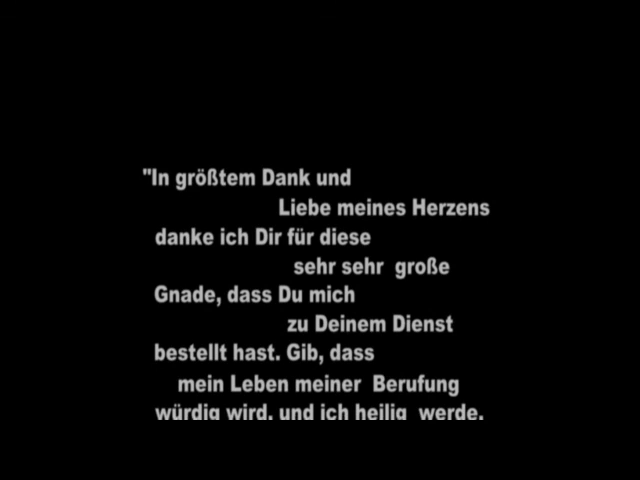 "In größtem Dank und
Liebe meines Herzens
danke ich Dir für diese
sehr sehr  große
Gnade, dass Du mich
zu Deinem Dienst
bestellt hast. Gib, dass
mein Leben meiner  Berufung
würdig wird, und ich heilig  werde.